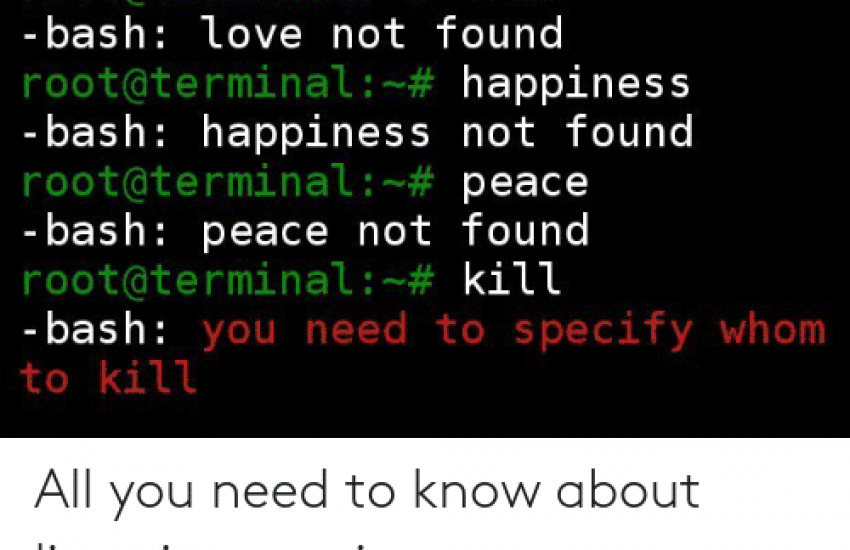 -bash: love not found
root@terminal:~# happiness
-bash: happiness not found
root@terminal:~# peace
-bash: peace not found
root@terminal:~# kill
-bash: you need to specify whom
to kill
All you need to know about